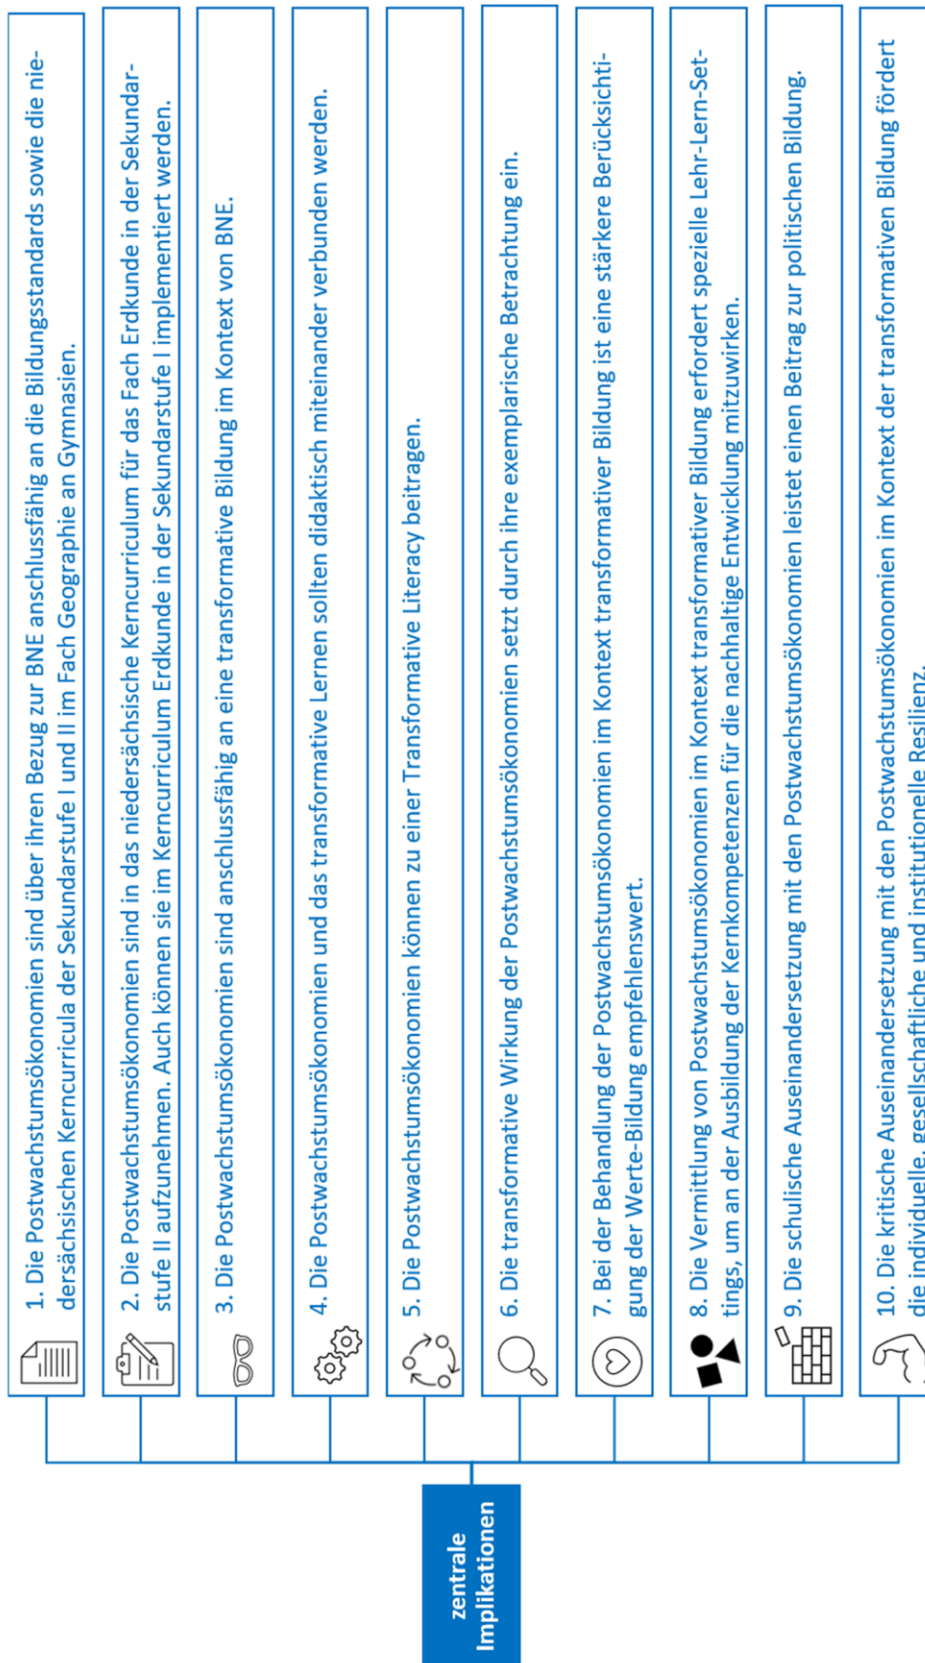 zentrale
Implikationen
1. Die Postwachstumsökonomien sind über ihren Bezug zur BNE anschlussfähig an die Bildungsstandards sowie die nie-
dersächsischen Kerncurricula der Sekundarstufe I und II im Fach Geographie an Gymnasien.
2. Die Postwachstumsökonomien sind in das niedersächsische Kerncurriculum für das Fach Erdkunde in der Sekundar-
stufe II aufzunehmen. Auch können sie im Kerncurriculum Erdkunde in der Sekundarstufe I implementiert werden.
3. Die Postwachstumsökonomien sind anschlussfähig an eine transformative Bildung im Kontext von BNE.
4. Die Postwachstumsökonomien und das transformative Lernen sollten didaktisch miteinander verbunden werden.
5. Die Postwachstumsökonomien können zu einer Transformative Literacy beitragen.
6. Die transformative Wirkung der Postwachstumsökonomien setzt durch ihre exemplarische Betrachtung ein.
7. Bei der Behandlung der Postwachstumsökonomien im Kontext transformativer Bildung ist eine stärkere Berücksichti-
gung der Werte-Bildung empfehlenswert.
8. Die Vermittlung von Postwachstumsökonomien im Kontext transformativer Bildung erfordert spezielle Lehr-Lern-Set-
tings, um an der Ausbildung der Kernkompetenzen für die nachhaltige Entwicklung mitzuwirken.
9. Die schulische Auseinandersetzung mit den Postwachstumsökonomien leistet einen Beitrag zur politischen Bildung.
10. Die kritische Auseinandersetzung mit den Postwachstumsökonomien im Kontext der transformativen Bildung fördert
die individuelle, gesellschaftliche und institutionelle Resilienz.